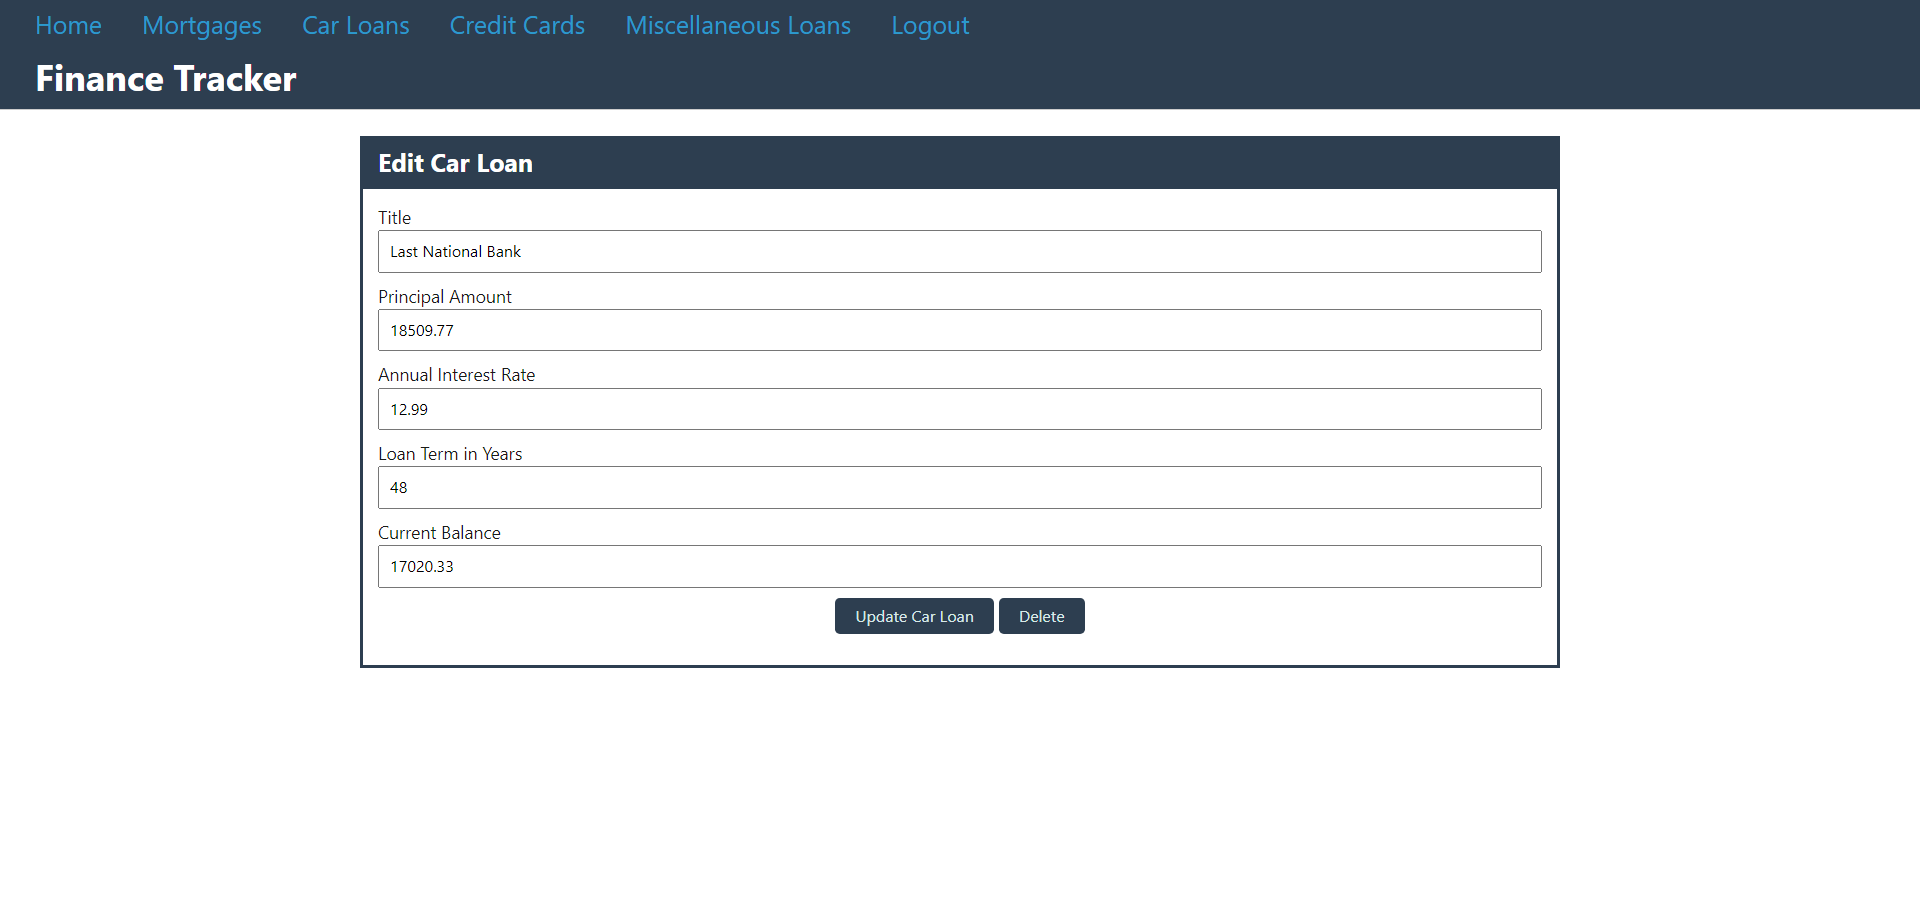 Home Mortgages Car Loans Credit Cards Miscellaneous Loans Logout
Finance Tracker
Edit Car Loan
Title
Last National Bank
Principal Amount
18509.77
Annual Interest Rate
12.99
Loan Term in Years
48
Current Balance
17020.33
Update Car Loan Delete